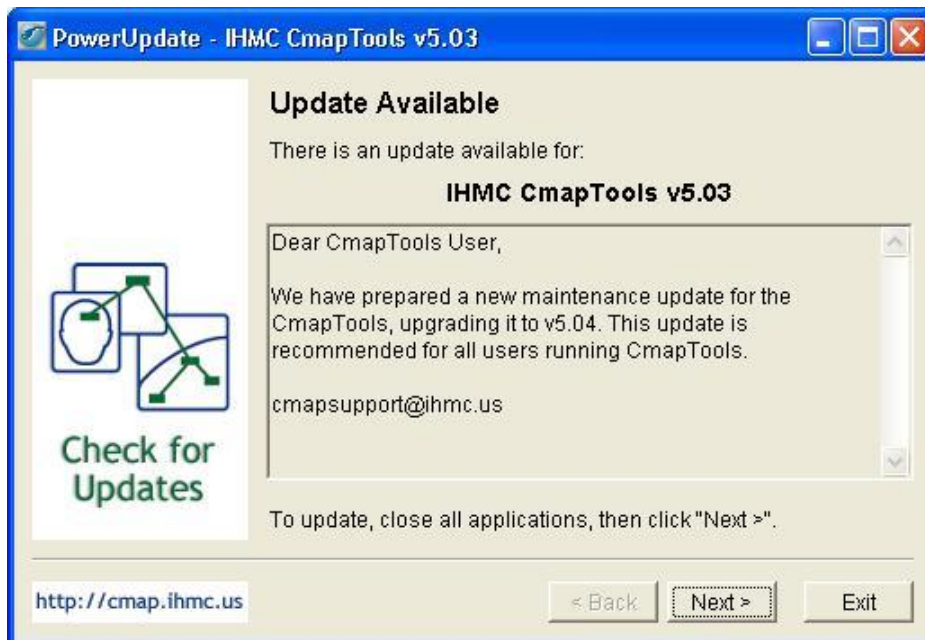 PowerUpdate - IHMC CmapTools v5.03
Update Available
There is an update available for:
IHMC CmapTools v5.03
Dear CmapTools User,
We have prepared a new maintenance update for the
CmapTools, upgrading it to v5.04. This update is
recommended for all users running CmapTools.
cmapsupport@ihmc.us
Check for
Updates
To update, close all applications, then click "Next >".
http://cmap.ihmc.us
< Back
Next >
Exit